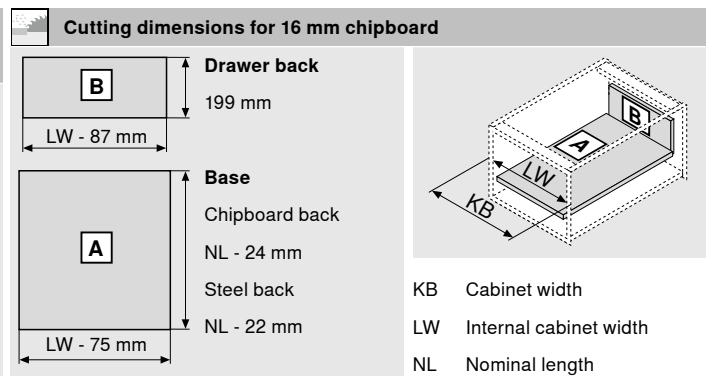 Cutting dimensions for 16 mm chipboard
B
Drawer back
199 mm
LW - 87 mm
A
Base
Chipboard back
NL - 24 mm
Steel back
NL - 22 mm
LW - 75 mm
B
A
LW
KB
KB Cabinet width
LW Internal cabinet width
NL Nominal length